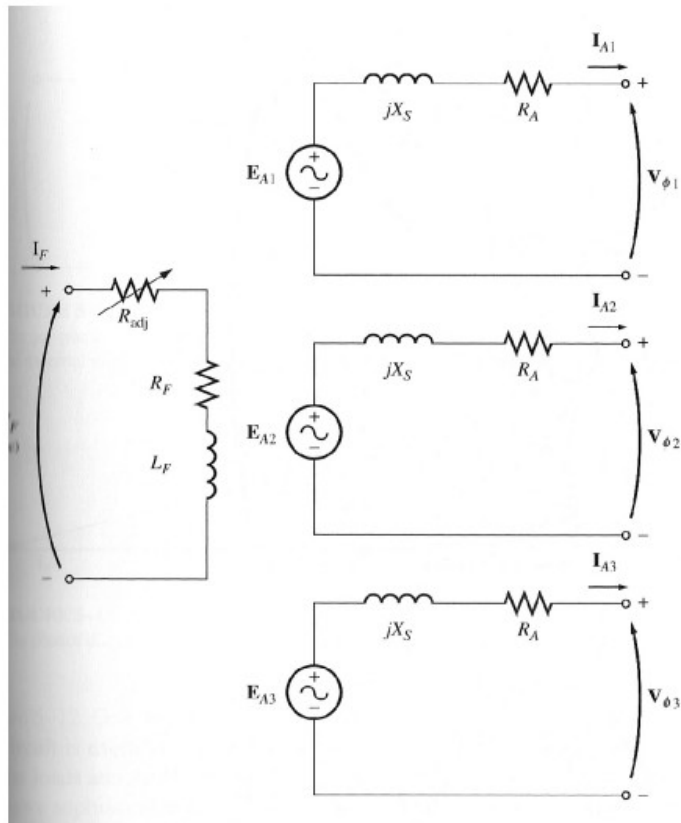 I_A1
jX_S
R_A
+
E_A1
+
−
V_ϕ1
−
I_F
+
R_adj
R_F
L_F
F
)
−
I_A2
jX_S
R_A
+
E_A2
+
−
V_ϕ2
−
I_A3
jX_S
R_A
+
E_A3
+
−
V_ϕ3
−